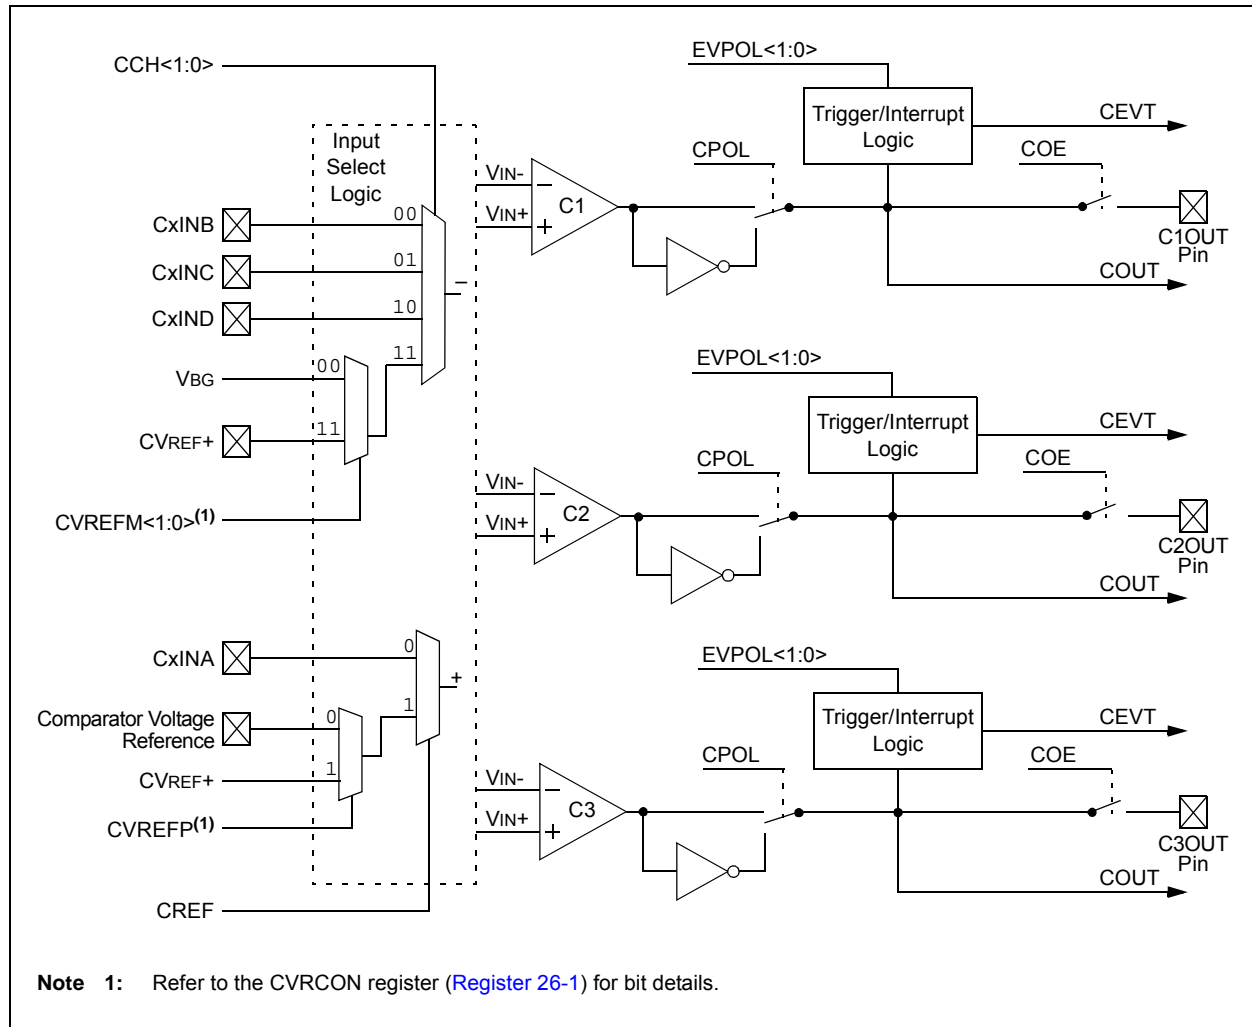 CCH<1:0>
Input
Select
Logic
CxINB
CxINC
CxIND
VBG
CVREF+
CVREFM<1:0>(1)
00
01
10
11
00
11
–
CxINA
Comparator Voltage
Reference
CVREF+
CVREFP(1)
CREF
0
1
0
1
+
EVPOL<1:0>
Trigger/Interrupt
Logic
CEVT
CPOL
COE
VIN-
VIN+
–
+
C1
C1OUT
Pin
COUT
EVPOL<1:0>
Trigger/Interrupt
Logic
CEVT
CPOL
COE
VIN-
VIN+
–
+
C2
C2OUT
Pin
COUT
EVPOL<1:0>
Trigger/Interrupt
Logic
CEVT
CPOL
COE
VIN-
VIN+
–
+
C3
C3OUT
Pin
COUT
Note 1: Refer to the CVRCON register (Register 26-1) for bit details.